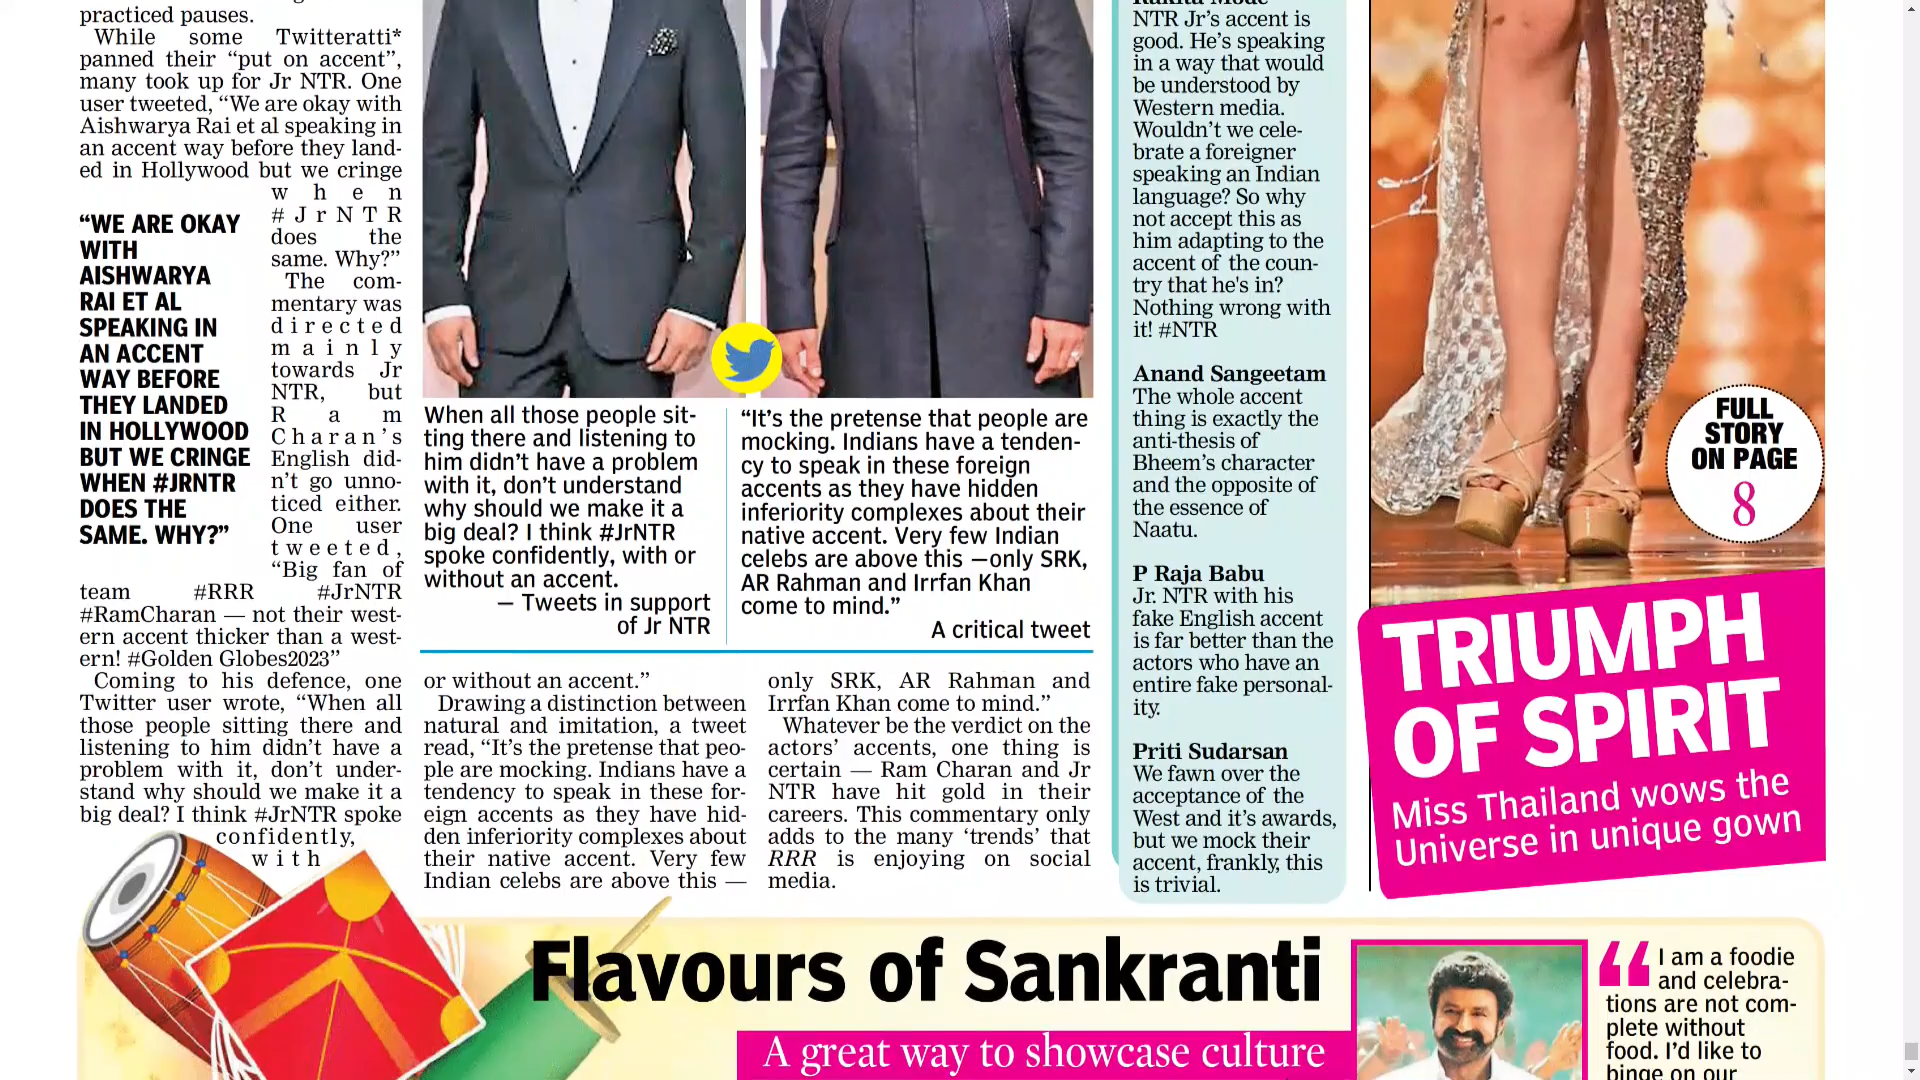 practiced pauses.
While some Twitteratti*
panned their “put on accent”,
many took up for Jr NTR. One
user tweeted, “We are okay with
Aishwarya Rai et al speaking in
an accent way before they land-
ed in Hollywood but we cringe
when
#JrNTR
does the
same. Why?”
The com-
mentary was
directed
mainly
towards Jr
NTR, but
Ram
Charan’s
English did-
n’t go unno-
ticed either.
One user
tweeted,
“Big fan of
team #RRR #JrNTR
#RamCharan — not their west-
ern accent thicker than a west-
ern! #Golden Globes2023”
Coming to his defence, one
Twitter user wrote, “When all
those people sitting there and
listening to him didn’t have a
problem with it, don’t under-
stand why should we make it a
big deal? I think #JrNTR spoke
confidently,
with
“WE ARE OKAY
WITH
AISHWARYA
RAI ET AL
SPEAKING IN
AN ACCENT
WAY BEFORE
THEY LANDED
IN HOLLYWOOD
BUT WE CRINGE
WHEN #JRNTR
DOES THE
SAME. WHY?”
When all those people sit-
ting there and listening to
him didn’t have a problem
with it, don’t understand
why should we make it a
big deal? I think #JrNTR
spoke confidently, with or
without an accent.
— Tweets in support
of Jr NTR
“It’s the pretense that people are
mocking. Indians have a tenden-
cy to speak in these foreign
accents as they have hidden
inferiority complexes about their
native accent. Very few Indian
celebs are above this —only SRK,
AR Rahman and Irrfan Khan
come to mind.”
A critical tweet
or without an accent.”
Drawing a distinction between
natural and imitation, a tweet
read, “It’s the pretense that peo-
ple are mocking. Indians have a
tendency to speak in these for-
eign accents as they have hid-
den inferiority complexes about
their native accent. Very few
Indian celebs are above this —
only SRK, AR Rahman and
Irrfan Khan come to mind.”
Whatever be the verdict on the
actors’ accents, one thing is
certain — Ram Charan and Jr
NTR have hit gold in their
careers. This commentary only
adds to the many ‘trends’ that
RRR is enjoying on social
media.
NTR Jr’s accent is
good. He’s speaking
in a way that would
be understood by
Western media.
Wouldn’t we cele-
brate a foreigner
speaking an Indian
language? So why
not accept this as
him adapting to the
accent of the coun-
try that he's in?
Nothing wrong with
it! #NTR
Anand Sangeetam
The whole accent
thing is exactly the
anti-thesis of
Bheem’s character
and the opposite of
the essence of
Naatu.
P Raja Babu
Jr. NTR with his
fake English accent
is far better than the
actors who have an
entire fake personal-
ity.
Priti Sudarsan
We fawn over the
acceptance of the
West and it’s awards,
but we mock their
accent, frankly, this
is trivial.
FULL
STORY
ON PAGE
8
TRIUMPH
OF SPIRIT
Miss Thailand wows the
Universe in unique gown
Flavours of Sankranti
A great way to showcase culture
“I am a foodie
and celebra-
tions are not com-
plete without
food. I’d like to
binge on our